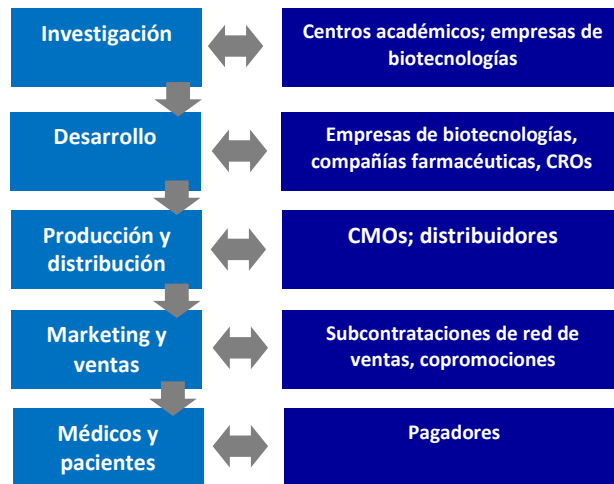 Investigación
Centros académicos; empresas de
biotecnologías
Desarrollo
Empresas de biotecnologías,
compañías farmacéuticas, CROs
Producción y
distribución
CMOs; distribuidores
Marketing y
ventas
Subcontrataciones de red de
ventas, copromociones
Médicos y
pacientes
Pagadores